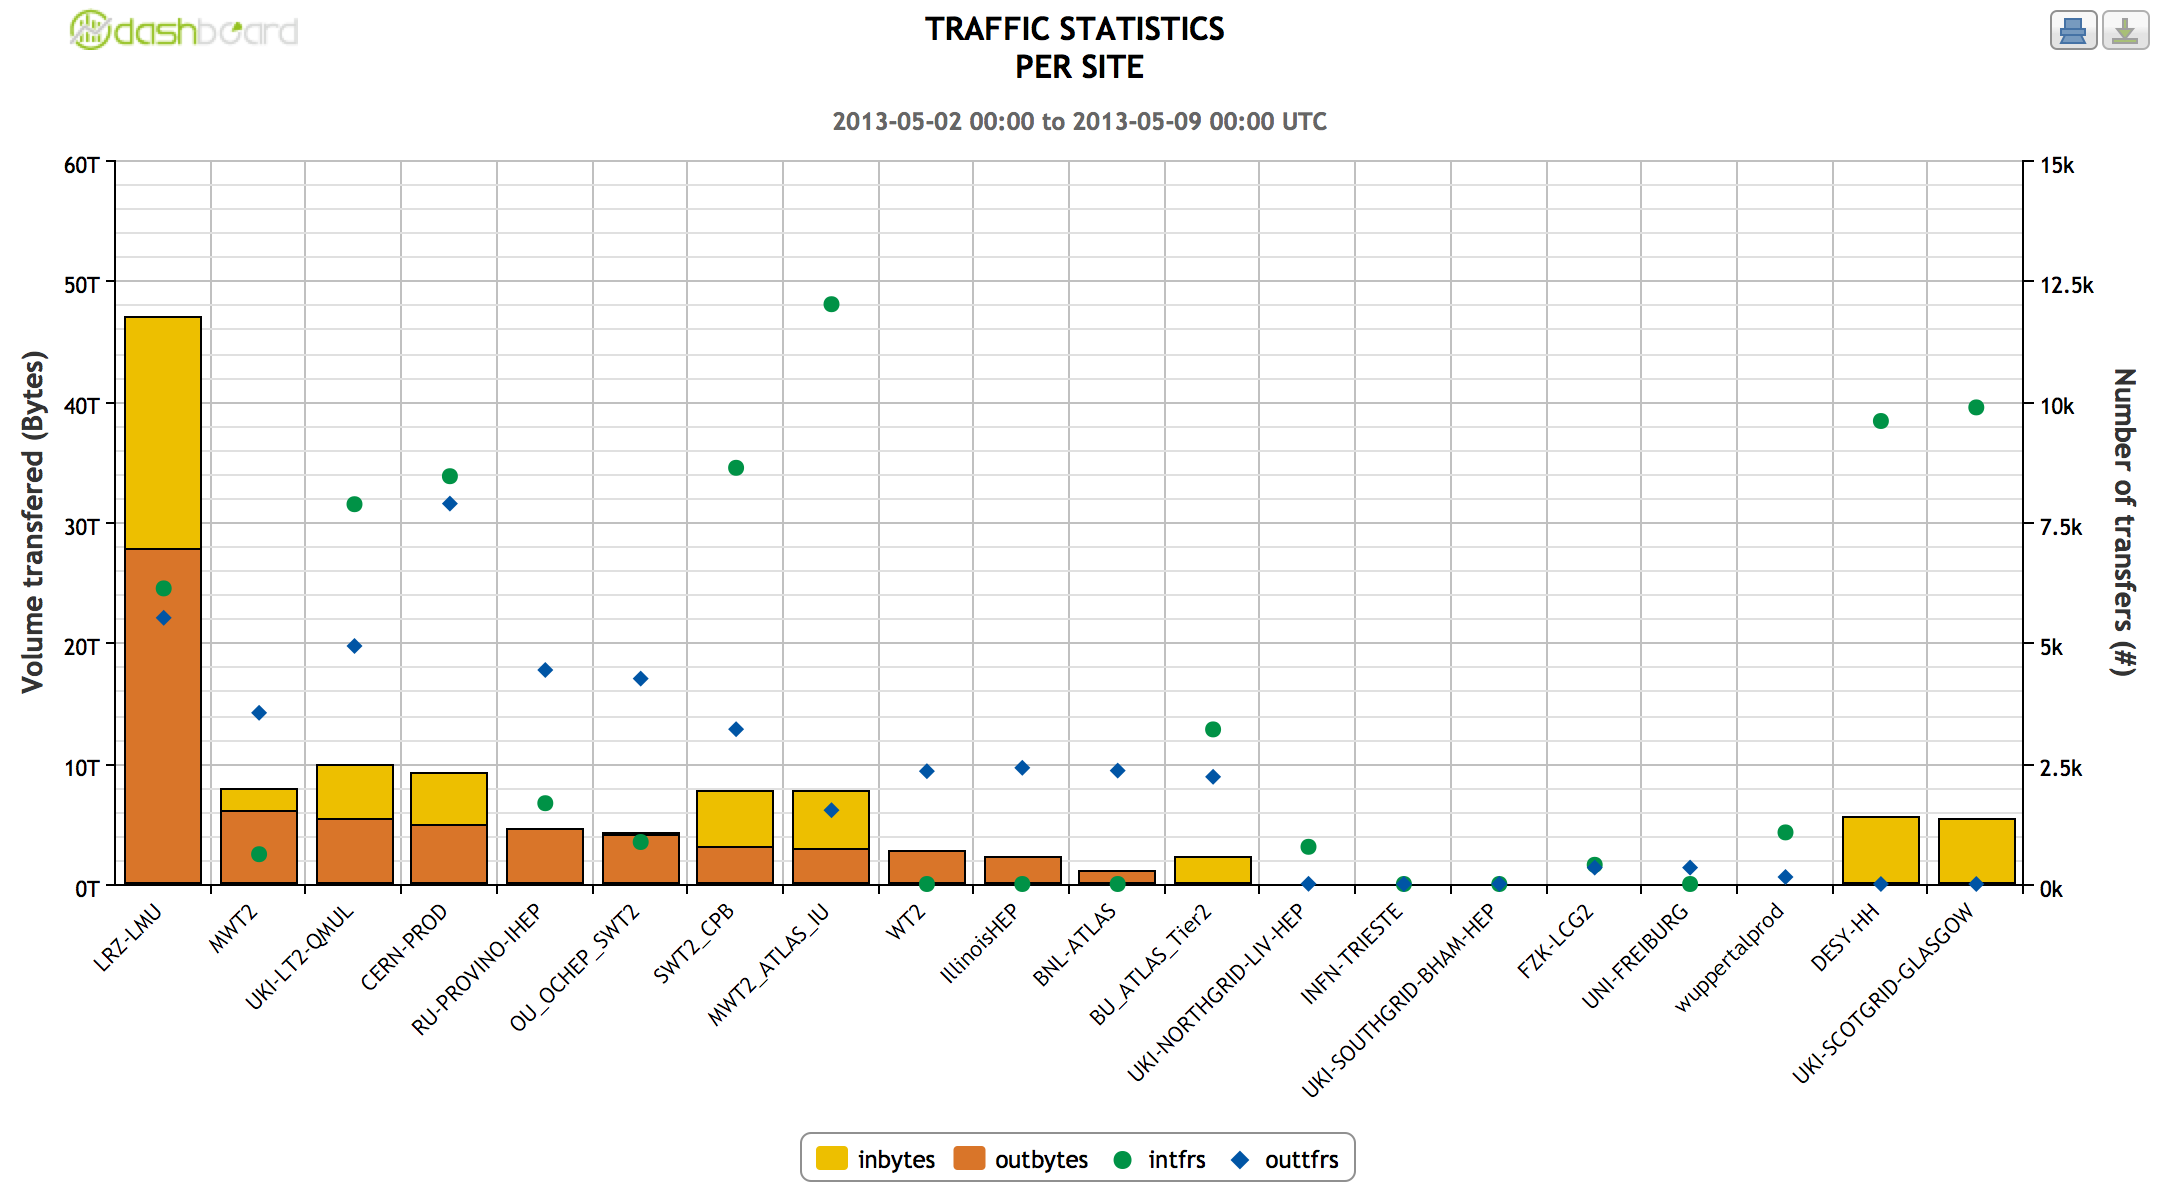 dashboard
TRAFFIC STATISTICS
PER SITE
2013-05-02 00:00 to 2013-05-09 00:00 UTC
Volume transfered (Bytes)
60T
50T
40T
30T
20T
10T
0T
15k
12.5k
10k
7.5k
5k
2.5k
0k
Number of transfers (#)
LRZ-LMU
MWT2
UKI-LT2-QMUL
CERN-PROD
RU-PROVINO-IHEP
OU_OCHEP_SWT2
SWT2_CPB
MWT2_ATLAS_IU
WT2
IllinoisHEP
BNL-ATLAS
BU_ATLAS_Tier2
UKI-NORTHGRID-LIV-HEP
INFN-TRIESTE
UKI-SOUTHGRID-BHAM-HEP
FZK-LCG2
UNI-FREIBURG
wuppertalprod
DESY-HH
UKI-SCOTGRID-GLASGOW
inbytes outbytes intfrs outtfrs